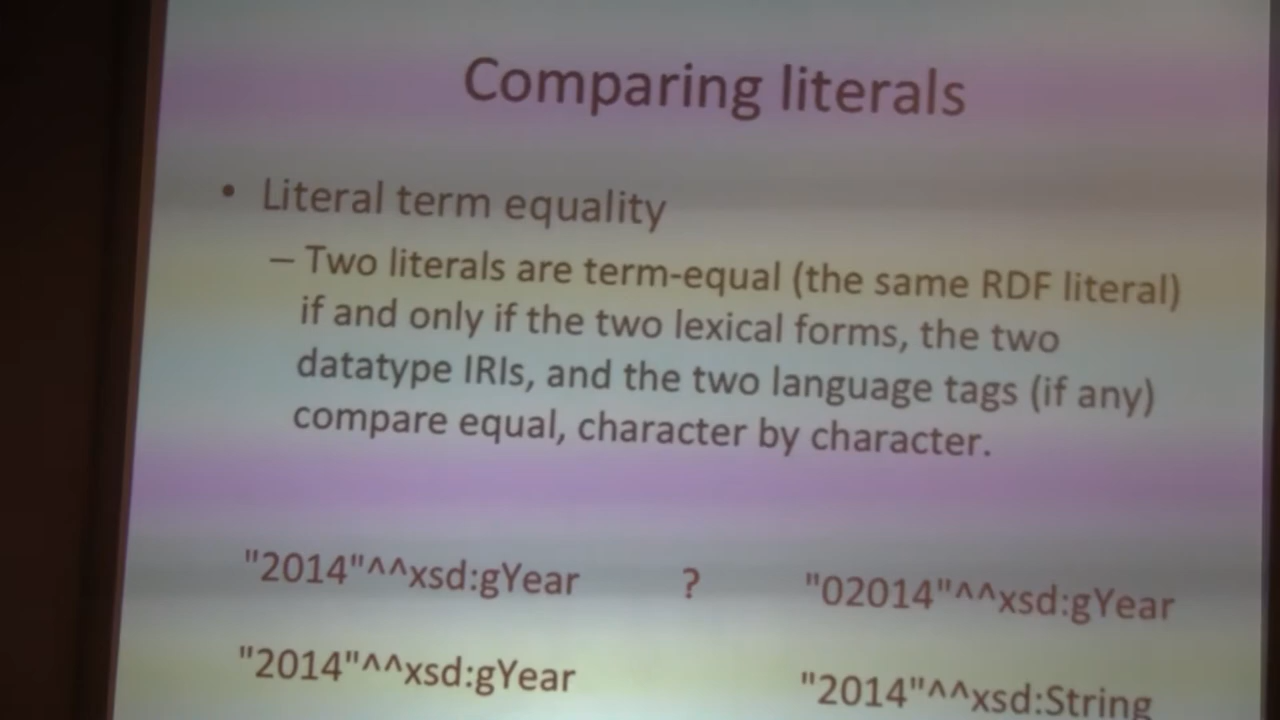 Comparing literals
• Literal term equality
– Two literals are term-equal (the same RDF literal)
if and only if the two lexical forms, the two
datatype IRIs, and the two language tags (if any)
compare equal, character by character.
"2014"^^xsd:gYear ? "02014"^^xsd:gYear
"2014"^^xsd:gYear "2014"^^xsd:String